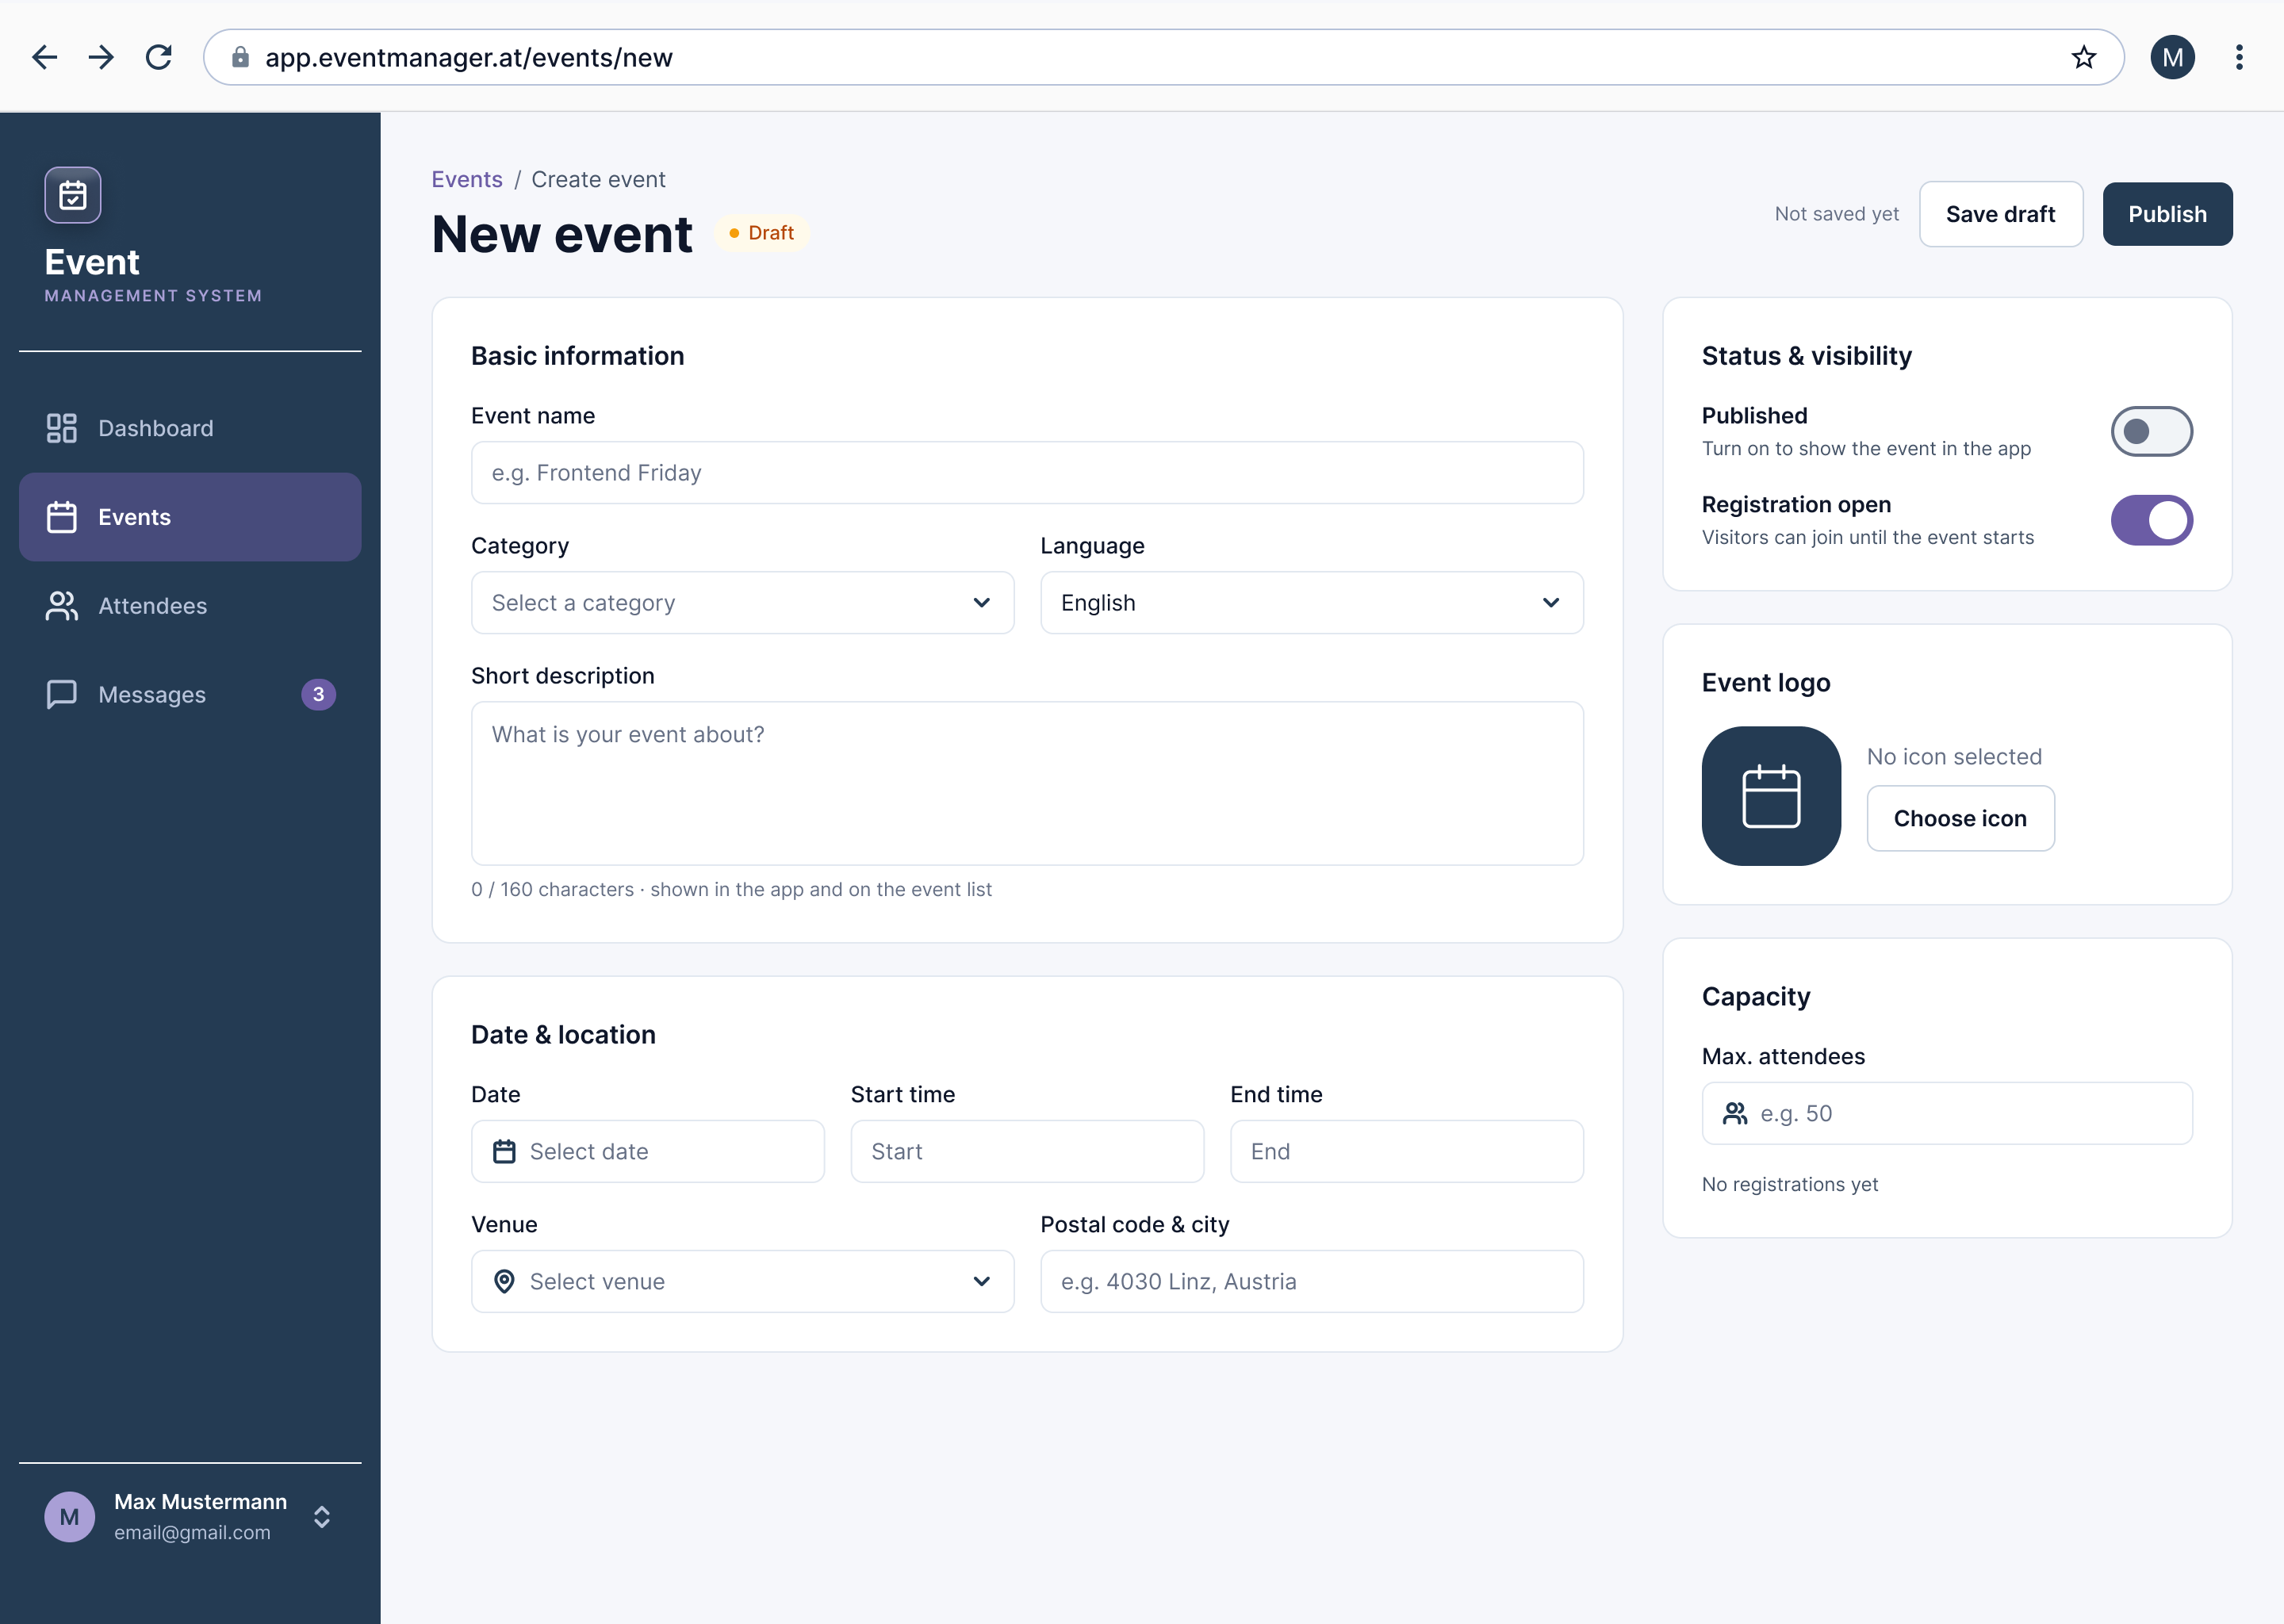 app.eventmanager.at/events/new
M
Event
MANAGEMENT SYSTEM
Dashboard
Events
Attendees
Messages
3
M
Max Mustermann
email@gmail.com
Events / Create event
New event
Draft
Not saved yet
Save draft
Publish
Basic information
Event name
e.g. Frontend Friday
Category
Language
Select a category
English
Short description
What is your event about?
0 / 160 characters · shown in the app and on the event list
Date & location
Date
Start time
End time
Select date
Start
End
Venue
Postal code & city
Select venue
e.g. 4030 Linz, Austria
Status & visibility
Published
Turn on to show the event in the app
Registration open
Visitors can join until the event starts
Event logo
No icon selected
Choose icon
Capacity
Max. attendees
e.g. 50
No registrations yet